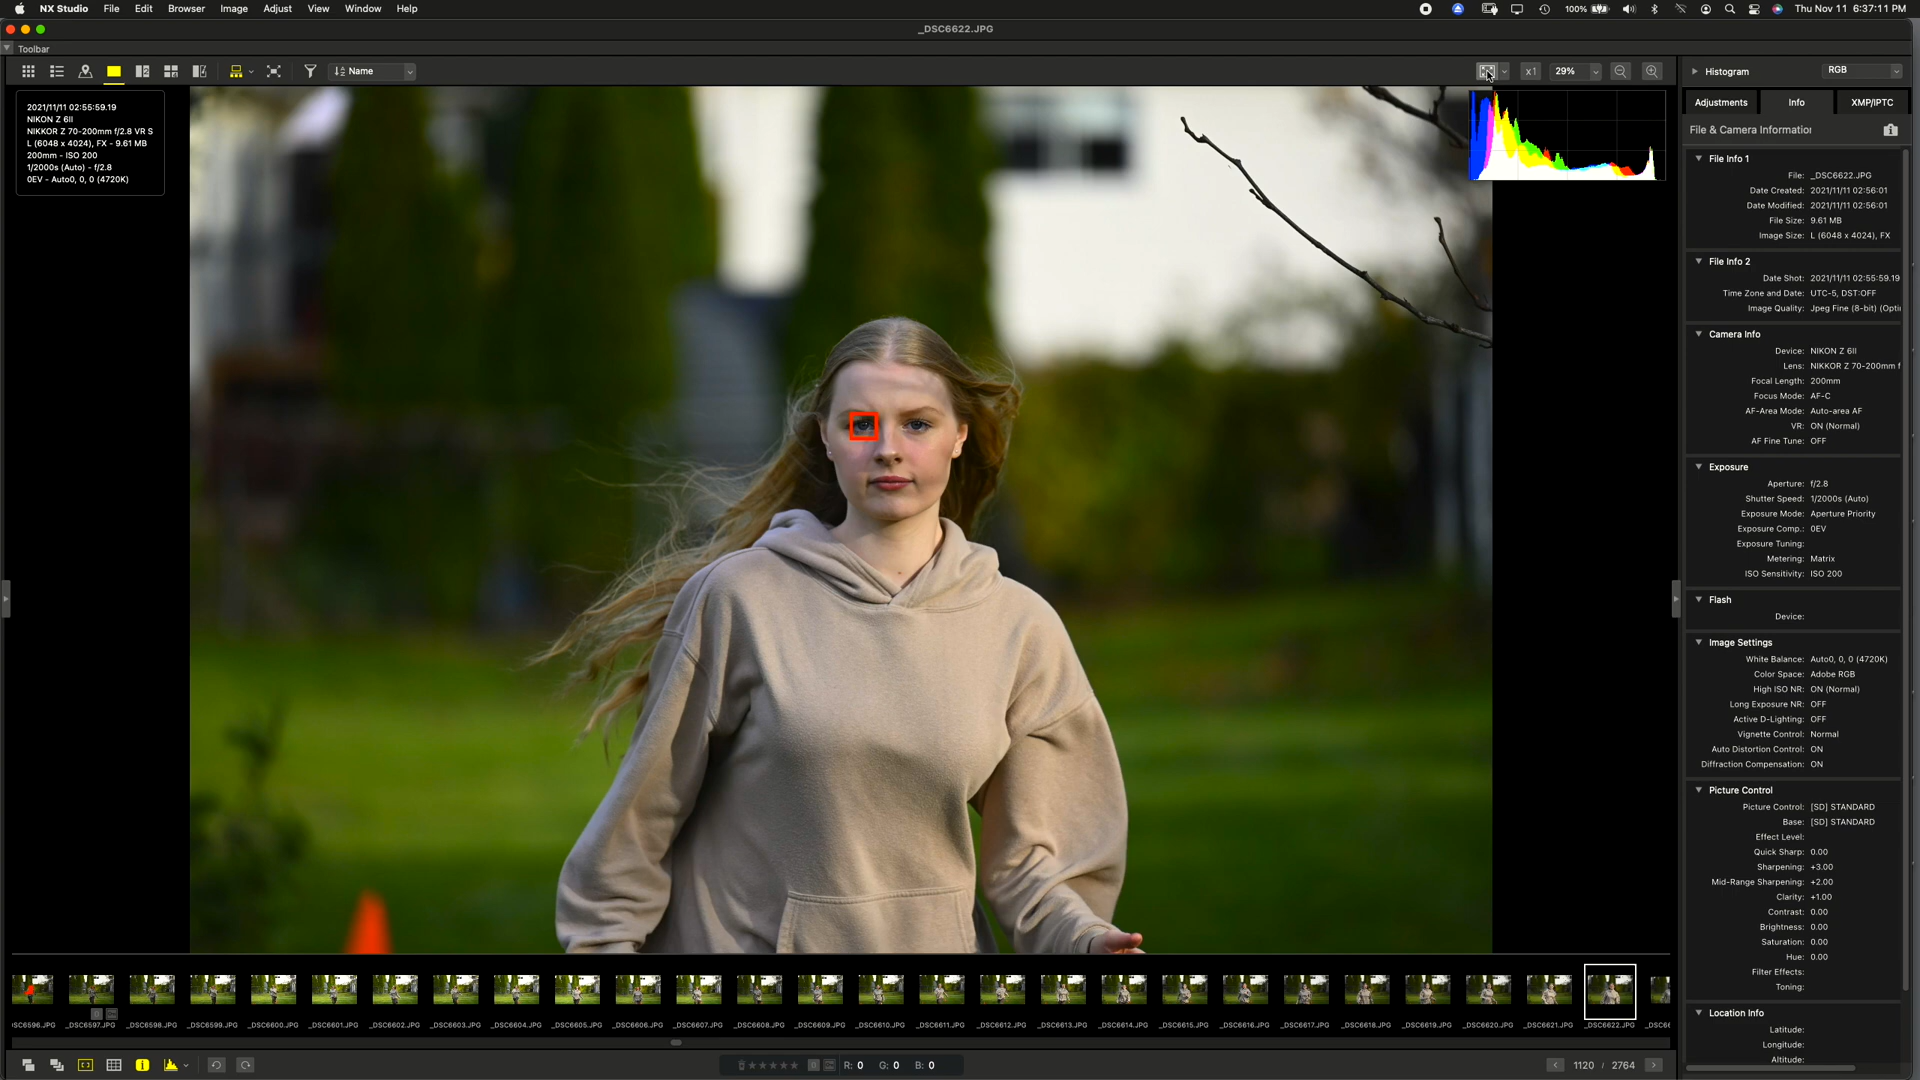 NX Studio File Edit Browser Image Adjust View Window Help 100% Thu Nov 11 6:37:11 PM
_DSC6622.JPG
Toolbar
Name x1 29% Histogram RGB
2021/11/11 02:55:59.19
NIKON Z 6II
NIKKOR Z 70-200mm f/2.8 VR S
L (6048 x 4024), FX - 9.61 MB
200mm - ISO 200
1/2000s (Auto) - f/2.8
0EV - Auto0, 0, 0 (4720K)
Adjustments Info XMP/IPTC
File & Camera Information
File Info 1
File: _DSC6622.JPG
Date Created: 2021/11/11 02:56:01
Date Modified: 2021/11/11 02:56:01
File Size: 9.61 MB
Image Size: L (6048 x 4024), FX
File Info 2
Date Shot: 2021/11/11 02:55:59.19
Time Zone and Date: UTC-5, DST:OFF
Image Quality: Jpeg Fine (8-bit) (Opti
Camera Info
Device: NIKON Z 6II
Lens: NIKKOR Z 70-200mm f
Focal Length: 200mm
Focus Mode: AF-C
AF-Area Mode: Auto-area AF
VR: ON (Normal)
AF Fine Tune: OFF
Exposure
Aperture: f/2.8
Shutter Speed: 1/2000s (Auto)
Exposure Mode: Aperture Priority
Exposure Comp.: 0EV
Exposure Tuning:
Metering: Matrix
ISO Sensitivity: ISO 200
Flash
Device:
Image Settings
White Balance: Auto0, 0, 0 (4720K)
Color Space: Adobe RGB
High ISO NR: ON (Normal)
Long Exposure NR: OFF
Active D-Lighting: OFF
Vignette Control: Normal
Auto Distortion Control: ON
Diffraction Compensation: ON
Picture Control
Picture Control: [SD] STANDARD
Base: [SD] STANDARD
Effect Level:
Quick Sharp: 0.00
Sharpening: +3.00
Mid-Range Sharpening: +2.00
Clarity: +1.00
Contrast: 0.00
Brightness: 0.00
Saturation: 0.00
Hue: 0.00
Filter Effects:
Toning:
Location Info
Latitude:
Longitude:
Altitude:
SC6596.JPG _DSC6597.JPG _DSC6598.JPG _DSC6599.JPG _DSC6600.JPG _DSC6601.JPG _DSC6602.JPG _DSC6603.JPG _DSC6604.JPG _DSC6605.JPG _DSC6606.JPG _DSC6607.JPG _DSC6608.JPG _DSC6609.JPG _DSC6610.JPG _DSC6611.JPG _DSC6612.JPG _DSC6613.JPG _DSC6614.JPG _DSC6615.JPG _DSC6616.JPG _DSC6617.JPG _DSC6618.JPG _DSC6619.JPG _DSC6620.JPG _DSC6621.JPG _DSC6622.JPG _DSC6
R: 0 G: 0 B: 0 1120 / 2764